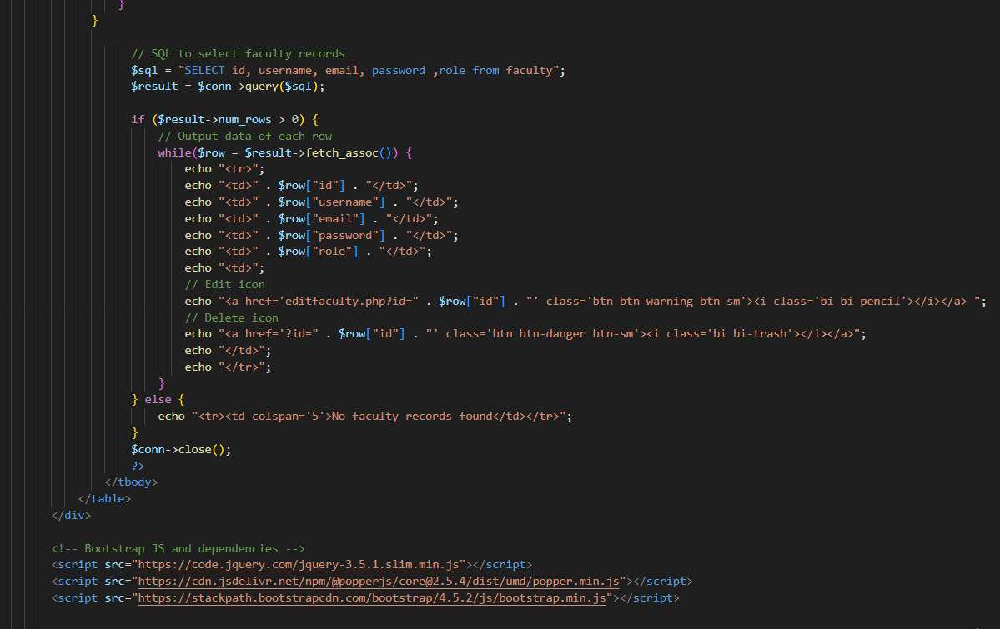 }
}
// SQL to select faculty records
$sql = "SELECT id, username, email, password ,role from faculty";
$result = $conn->query($sql);
if ($result->num_rows > 0) {
// Output data of each row
while($row = $result->fetch_assoc()) {
echo "<tr>";
echo "<td>" . $row["id"] . "</td>";
echo "<td>" . $row["username"] . "</td>";
echo "<td>" . $row["email"] . "</td>";
echo "<td>" . $row["password"] . "</td>";
echo "<td>" . $row["role"] . "</td>";
echo "<td>";
// Edit icon
echo "<a href='editfaculty.php?id=" . $row["id"] . "' class='btn btn-warning btn-sm'><i class='bi bi-pencil'></i></a> ";
// Delete icon
echo "<a href='?id=" . $row["id"] . "' class='btn btn-danger btn-sm'><i class='bi bi-trash'></i></a>";
echo "</td>";
echo "</tr>";
}
} else {
echo "<tr><td colspan='5'>No faculty records found</td></tr>";
}
$conn->close();
?>
</tbody>
</table>
</div>
<!-- Bootstrap JS and dependencies -->
<script src="https://code.jquery.com/jquery-3.5.1.slim.min.js"></script>
<script src="https://cdn.jsdelivr.net/npm/@popperjs/core@2.5.4/dist/umd/popper.min.js"></script>
<script src="https://stackpath.bootstrapcdn.com/bootstrap/4.5.2/js/bootstrap.min.js"></script>